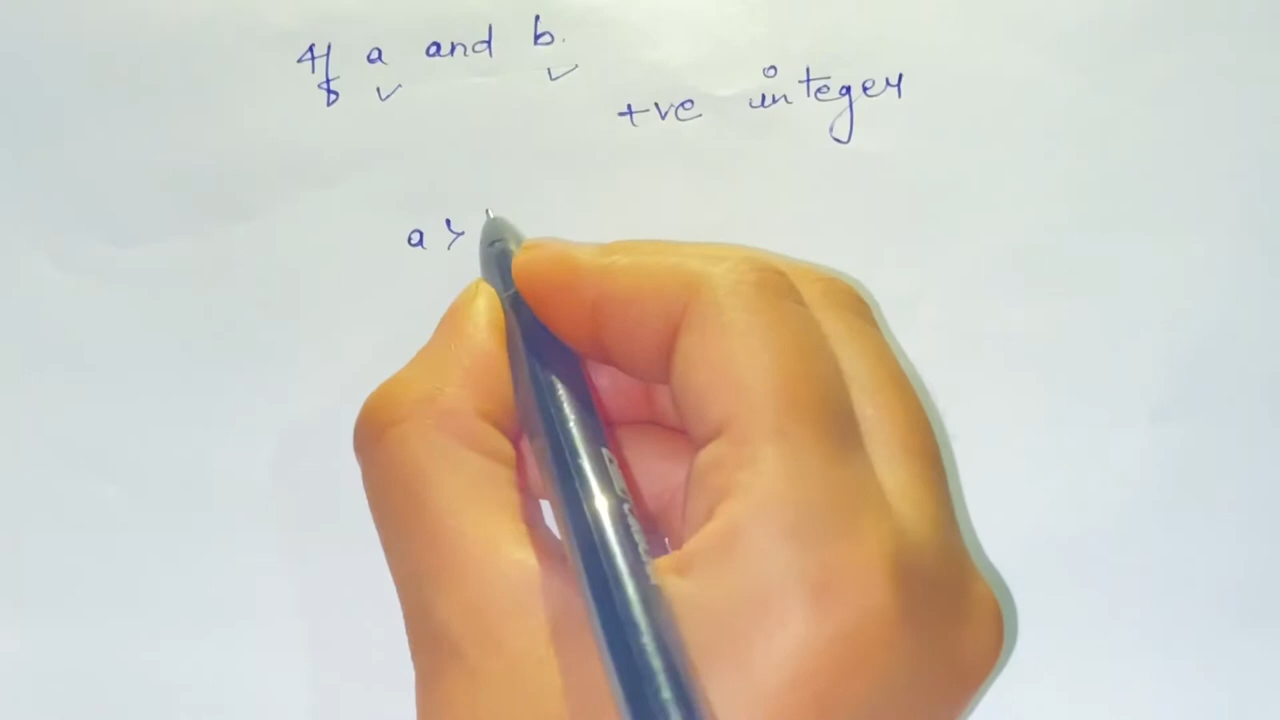 If a and b.
+ve integer
a >